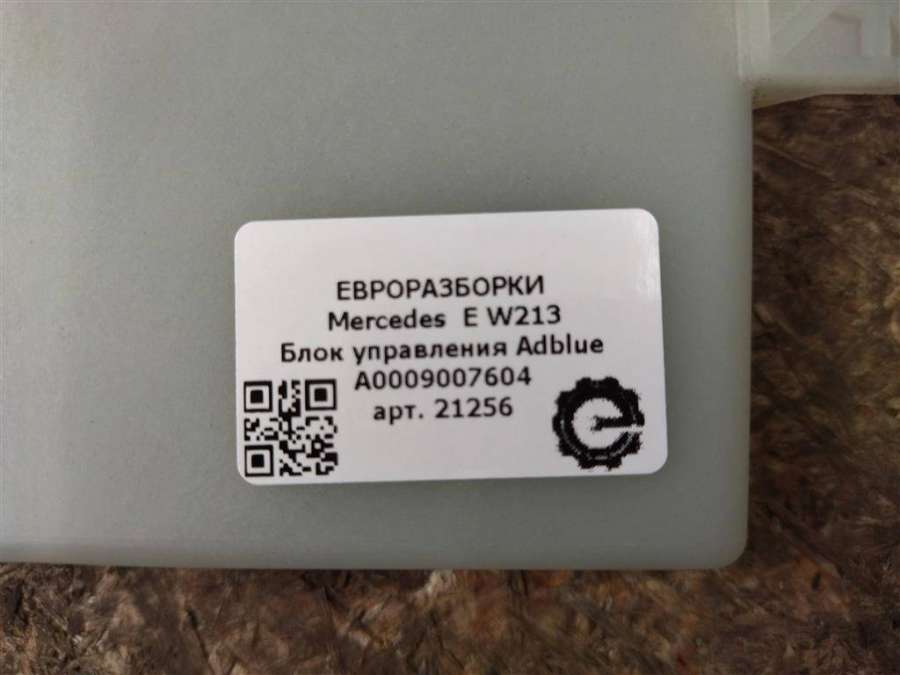 ЕВРОРАЗБОРКИ
Mercedes E W213
Блок управления Adblue
A0009007604
арт. 21256